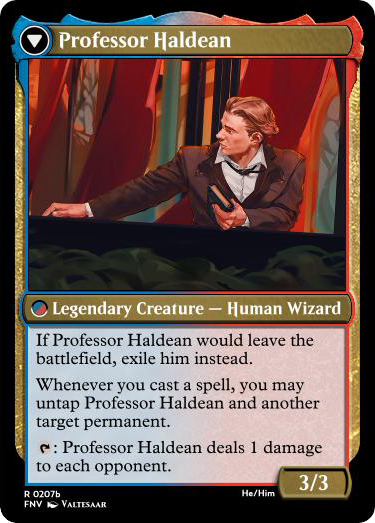 Professor Haldean
Legendary Creature — Human Wizard
If Professor Haldean would leave the
battlefield, exile him instead.
Whenever you cast a spell, you may
untap Professor Haldean and another
target permanent.
: Professor Haldean deals 1 damage
to each opponent.
3/3
R 0207b
He/Him
FNV VALTESAAR